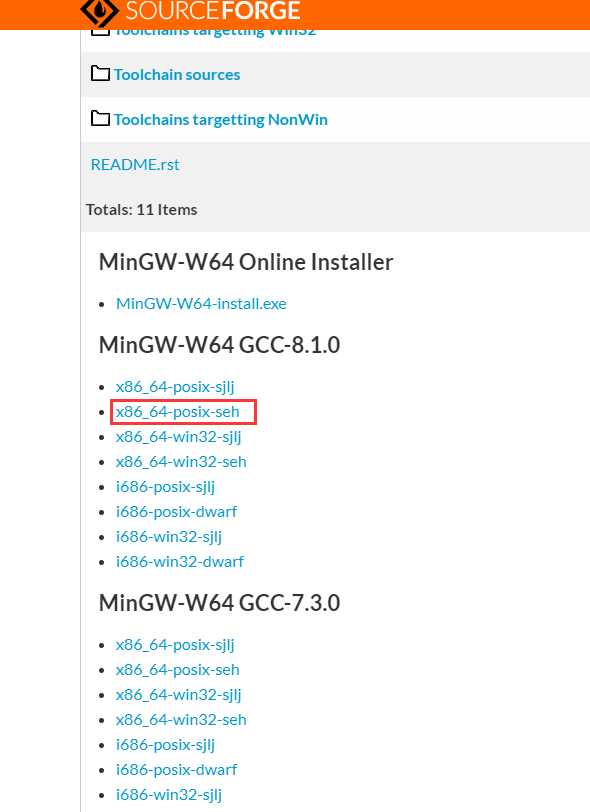 SOURCEFORGE
Toolchains targetting Win32
Toolchain sources
Toolchains targetting NonWin
README.rst
Totals: 11 Items
MinGW-W64 Online Installer
MinGW-W64-install.exe
MinGW-W64 GCC-8.1.0
x86_64-posix-sjlj
x86_64-posix-seh
x86_64-win32-sjlj
x86_64-win32-seh
i686-posix-sjlj
i686-posix-dwarf
i686-win32-sjlj
i686-win32-dwarf
MinGW-W64 GCC-7.3.0
x86_64-posix-sjlj
x86_64-posix-seh
x86_64-win32-sjlj
x86_64-win32-seh
i686-posix-sjlj
i686-posix-dwarf
i686-win32-sjlj